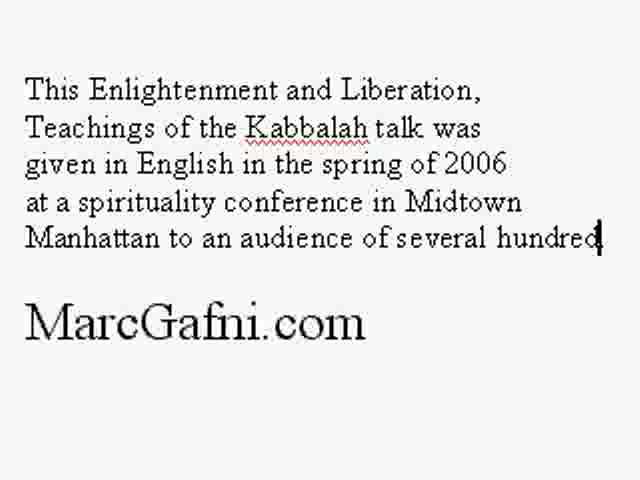 This Enlightenment and Liberation,
Teachings of the Kabbalah talk was
given in English in the spring of 2006
at a spirituality conference in Midtown
Manhattan to an audience of several hundred.
MarcGafni.com